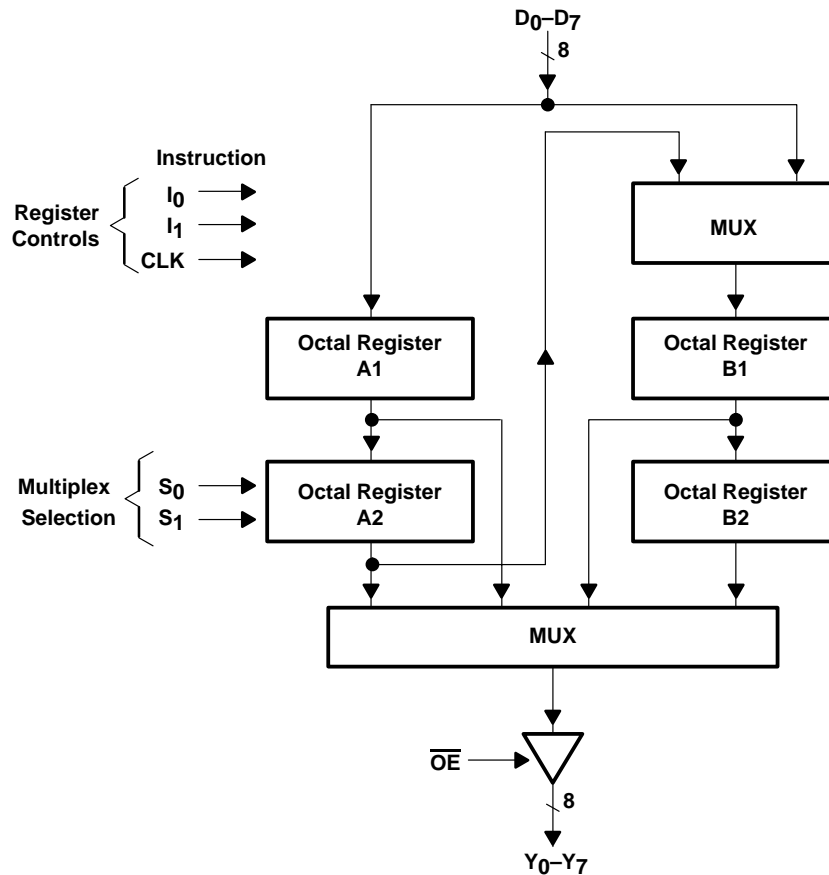 D0–D7
8
Instruction
Register
Controls
I0
I1
CLK
MUX
Octal Register
A1
Octal Register
B1
Multiplex
Selection
S0
S1
Octal Register
A2
Octal Register
B2
MUX
OE
8
Y0–Y7